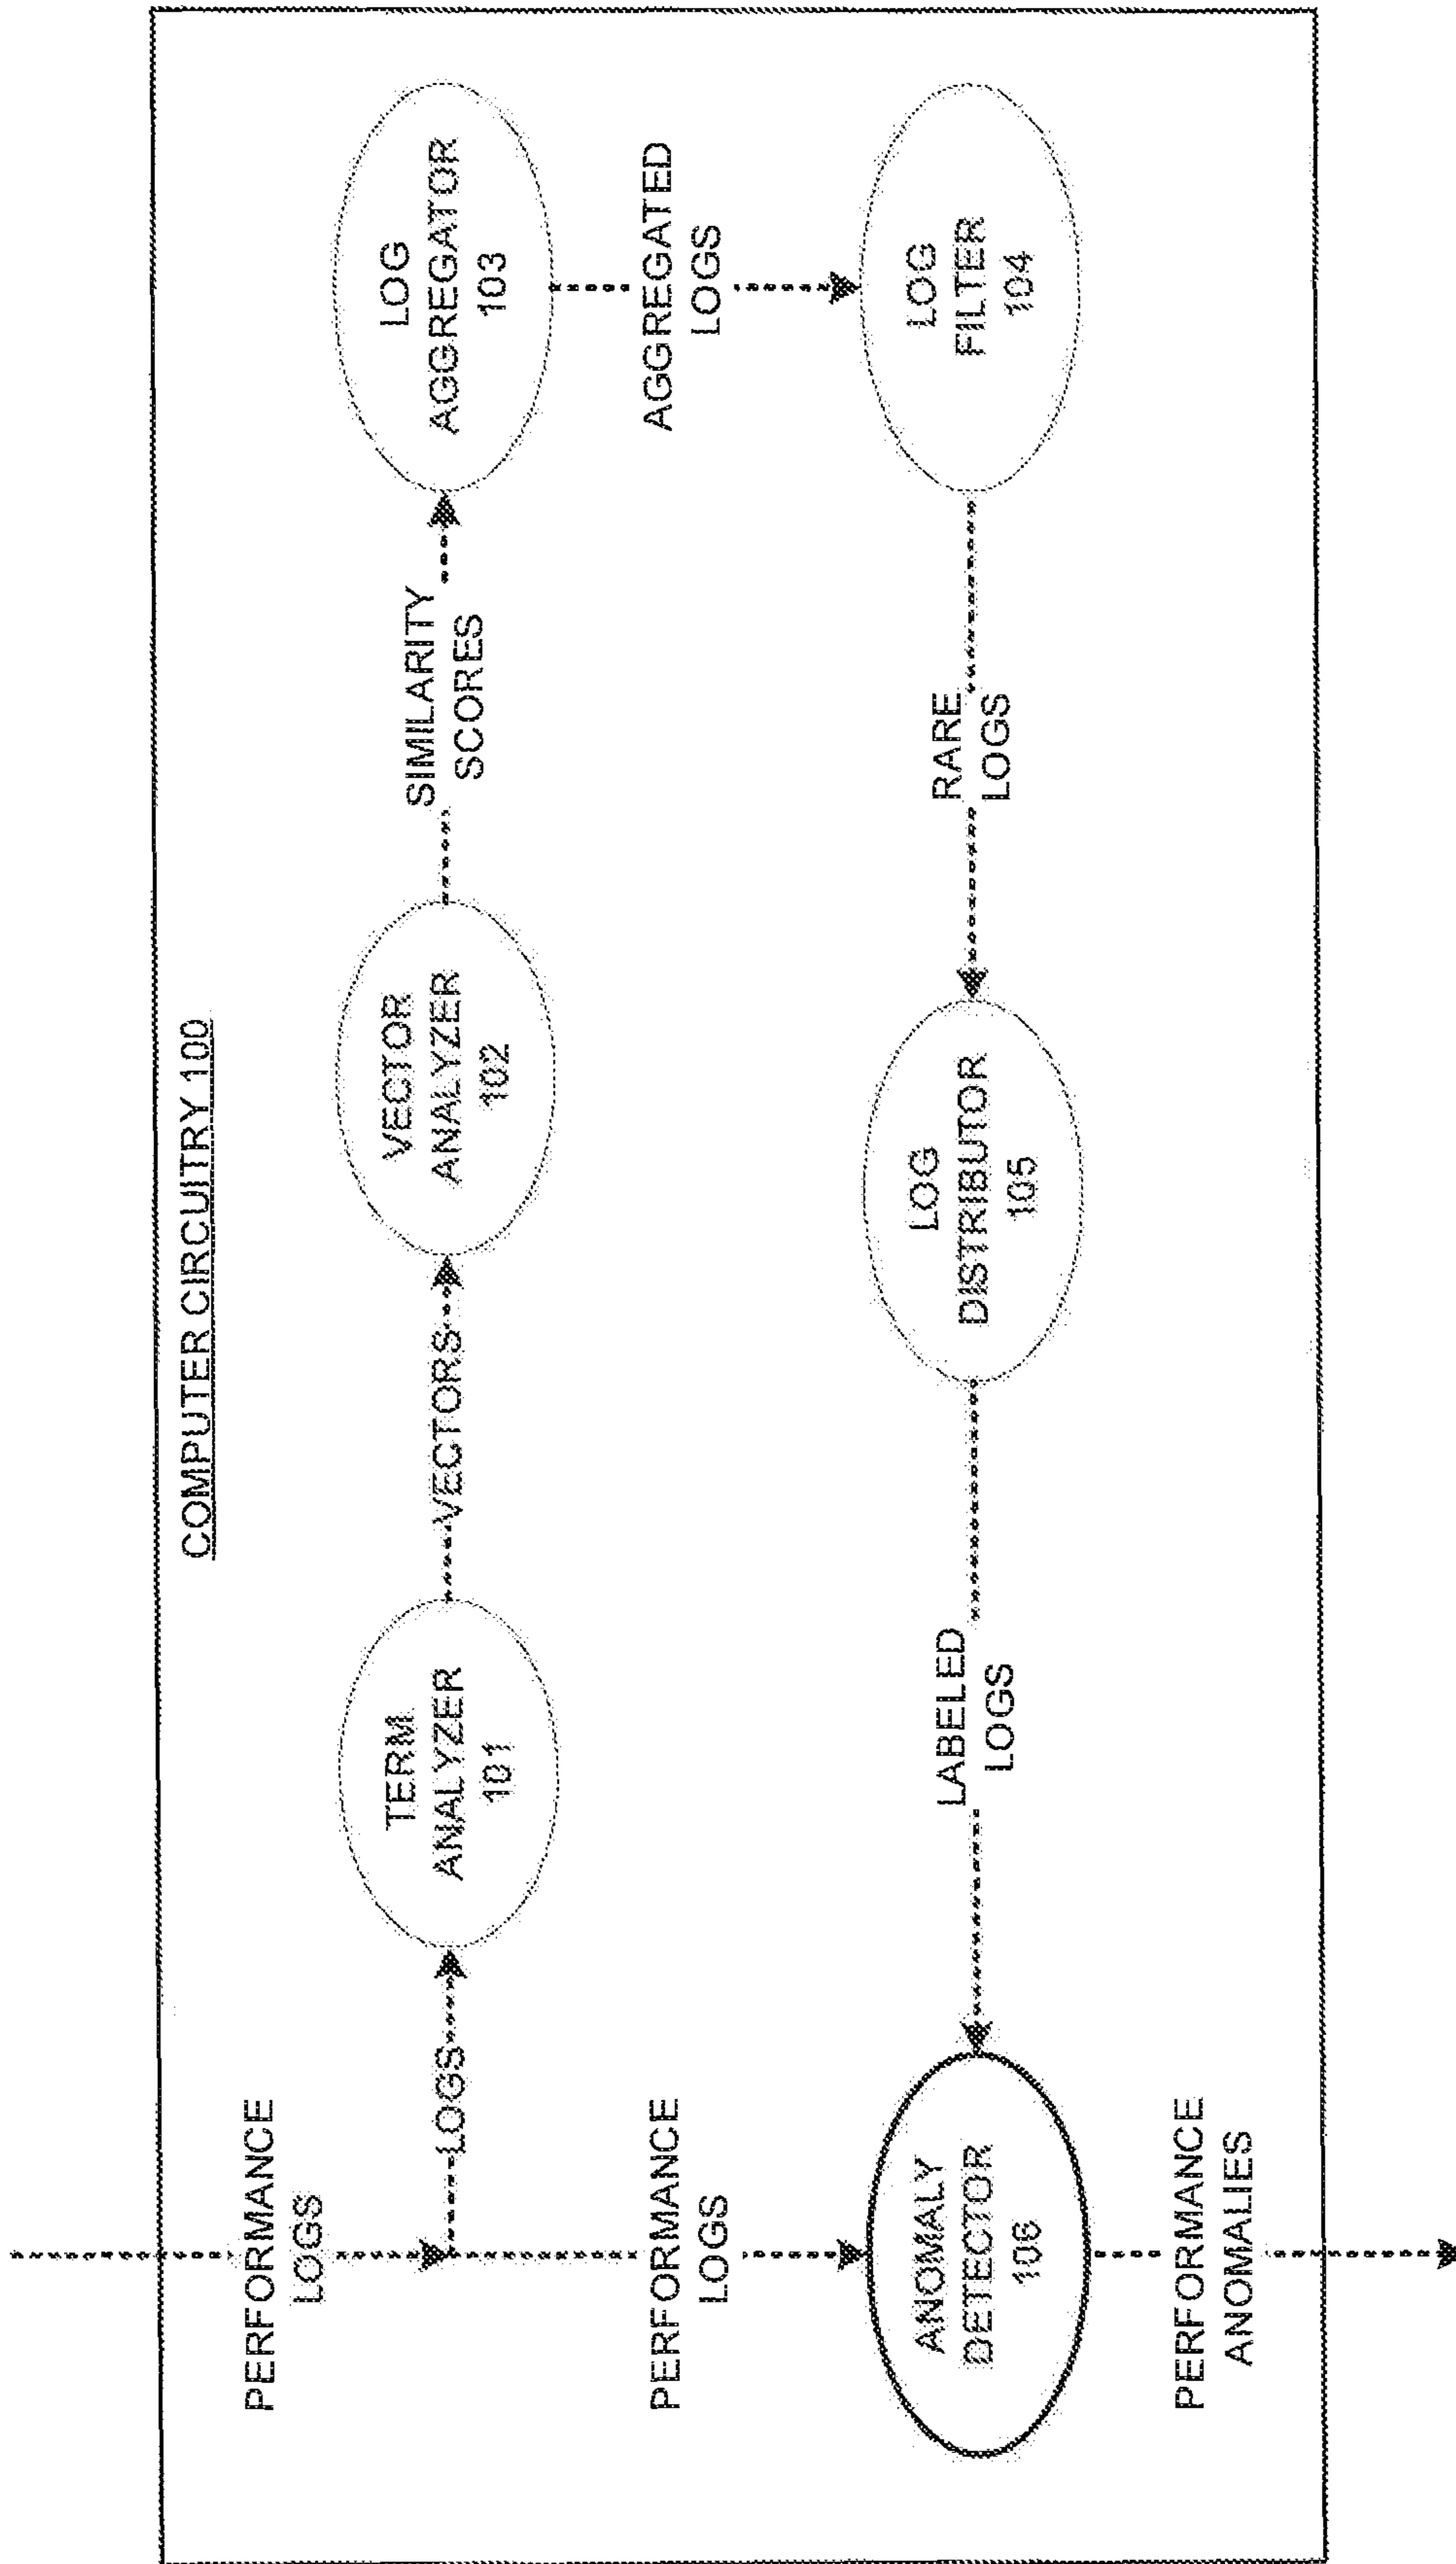 COMPUTER CIRCUITRY 100
PERFORMANCE
LOGS
LOGS
TERM
ANALYZER
101
VECTORS
VECTOR
ANALYZER
102
SIMILARITY
SCORES
LOG
AGGREGATOR
103
AGGREGATED
LOGS
LOG
FILTER
104
RARE
LOGS
LOG
DISTRIBUTOR
105
LABELED
LOGS
PERFORMANCE
LOGS
ANOMALY
DETECTOR
106
PERFORMANCE
ANOMALIES